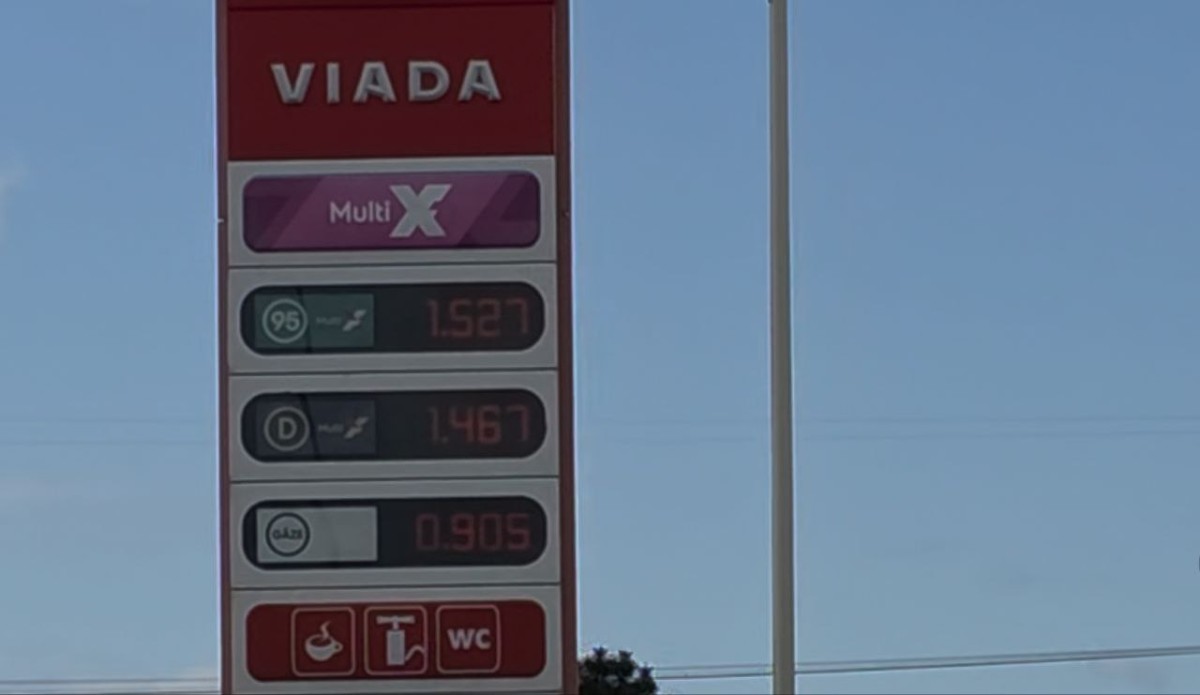 VIADA
Multi X
95 Multi X 1.527
D Multi X 1.467
GĀZE 0.905
WC